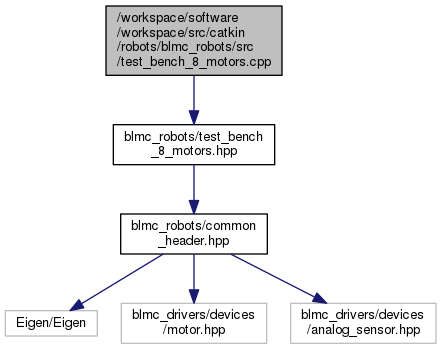 /workspace/software
/workspace/src/catkin
/robots/blmc_robots/src
/test_bench_8_motors.cpp
blmc_robots/test_bench
_8_motors.hpp
blmc_robots/common
_header.hpp
Eigen/Eigen
blmc_drivers/devices
/motor.hpp
blmc_drivers/devices
/analog_sensor.hpp